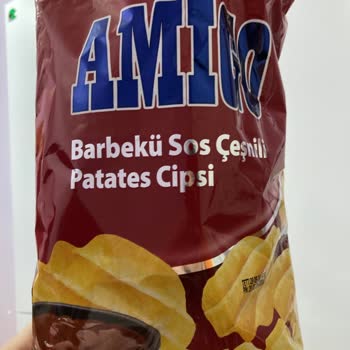 AMIGO
Barbekü Sos Çeşnili
Patates Cipsi